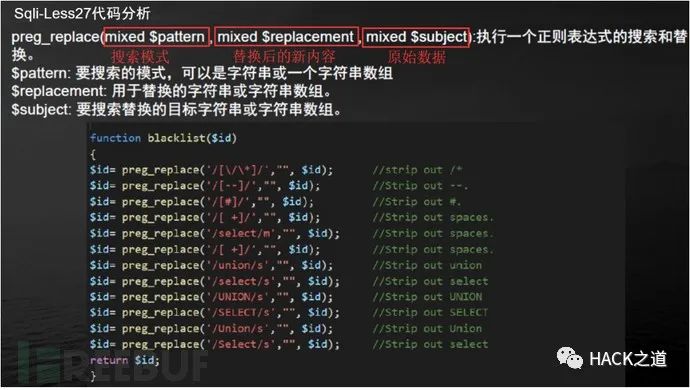 Sqli-Less27代码分析
preg_replace(mixed $pattern ,mixed $replacement,mixed $subject):执行一个正则表达式的搜索和替
换。 搜索模式 替换后的新内容 原始数据
$pattern: 要搜索的模式，可以是字符串或一个字符串数组
$replacement: 用于替换的字符串或字符串数组。
$subject: 要搜索替换的目标字符串或字符串数组。
function blacklist($id)
{
$id= preg_replace('/[\/\*]/',"", $id); //strip out /*
$id= preg_replace('/[--]/',"", $id); //Strip out --.
$id= preg_replace('/[#]/',"", $id); //Strip out #.
$id= preg_replace('/[ +]/',"", $id); //Strip out spaces.
$id= preg_replace('/select/m',"", $id); //Strip out spaces.
$id= preg_replace('/[ +]/',"", $id); //Strip out spaces.
$id= preg_replace('/union/s',"", $id); //Strip out union
$id= preg_replace('/select/s',"", $id); //Strip out select
$id= preg_replace('/UNION/s',"", $id); //Strip out UNION
$id= preg_replace('/SELECT/s',"", $id); //Strip out SELECT
$id= preg_replace('/Union/s',"", $id); //Strip out Union
$id= preg_replace('/Select/s',"", $id); //Strip out select
return $id;
}
FREEBUF
HACK之道